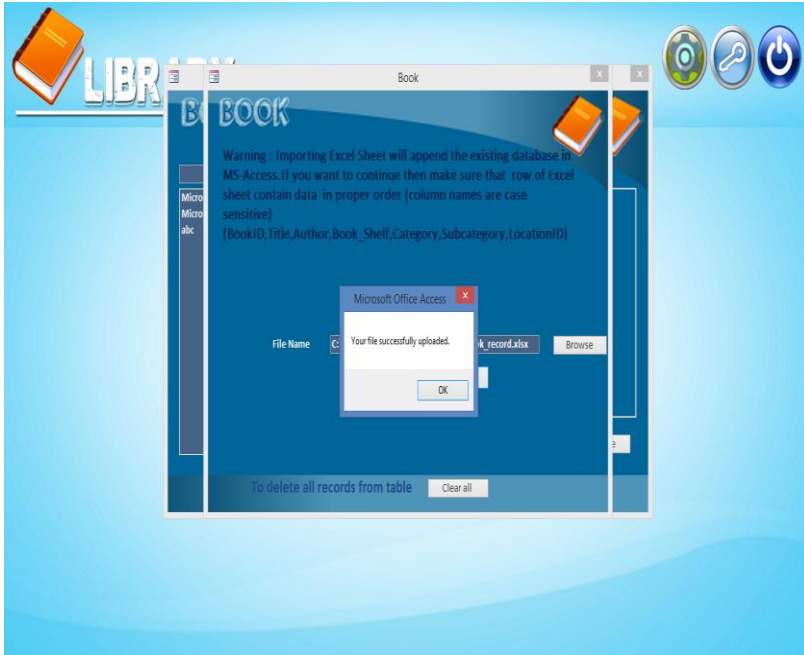 LIBRARY
Book
BOOK
Warning : Importing Excel Sheet will append the existing database in
MS-Access.If you want to continue then make sure that row of Excel
sheet contain data in proper order {column names are case
sensitive}
(BookID,Title,Author,Book_Shelf,Category,Subcategory,LocationID)
Micro
Micro
abc
Microsoft Office Access
Your file successfully uploaded.
OK
File Name
C:
k_record.xlsx
Browse
To delete all records from table
Clear all